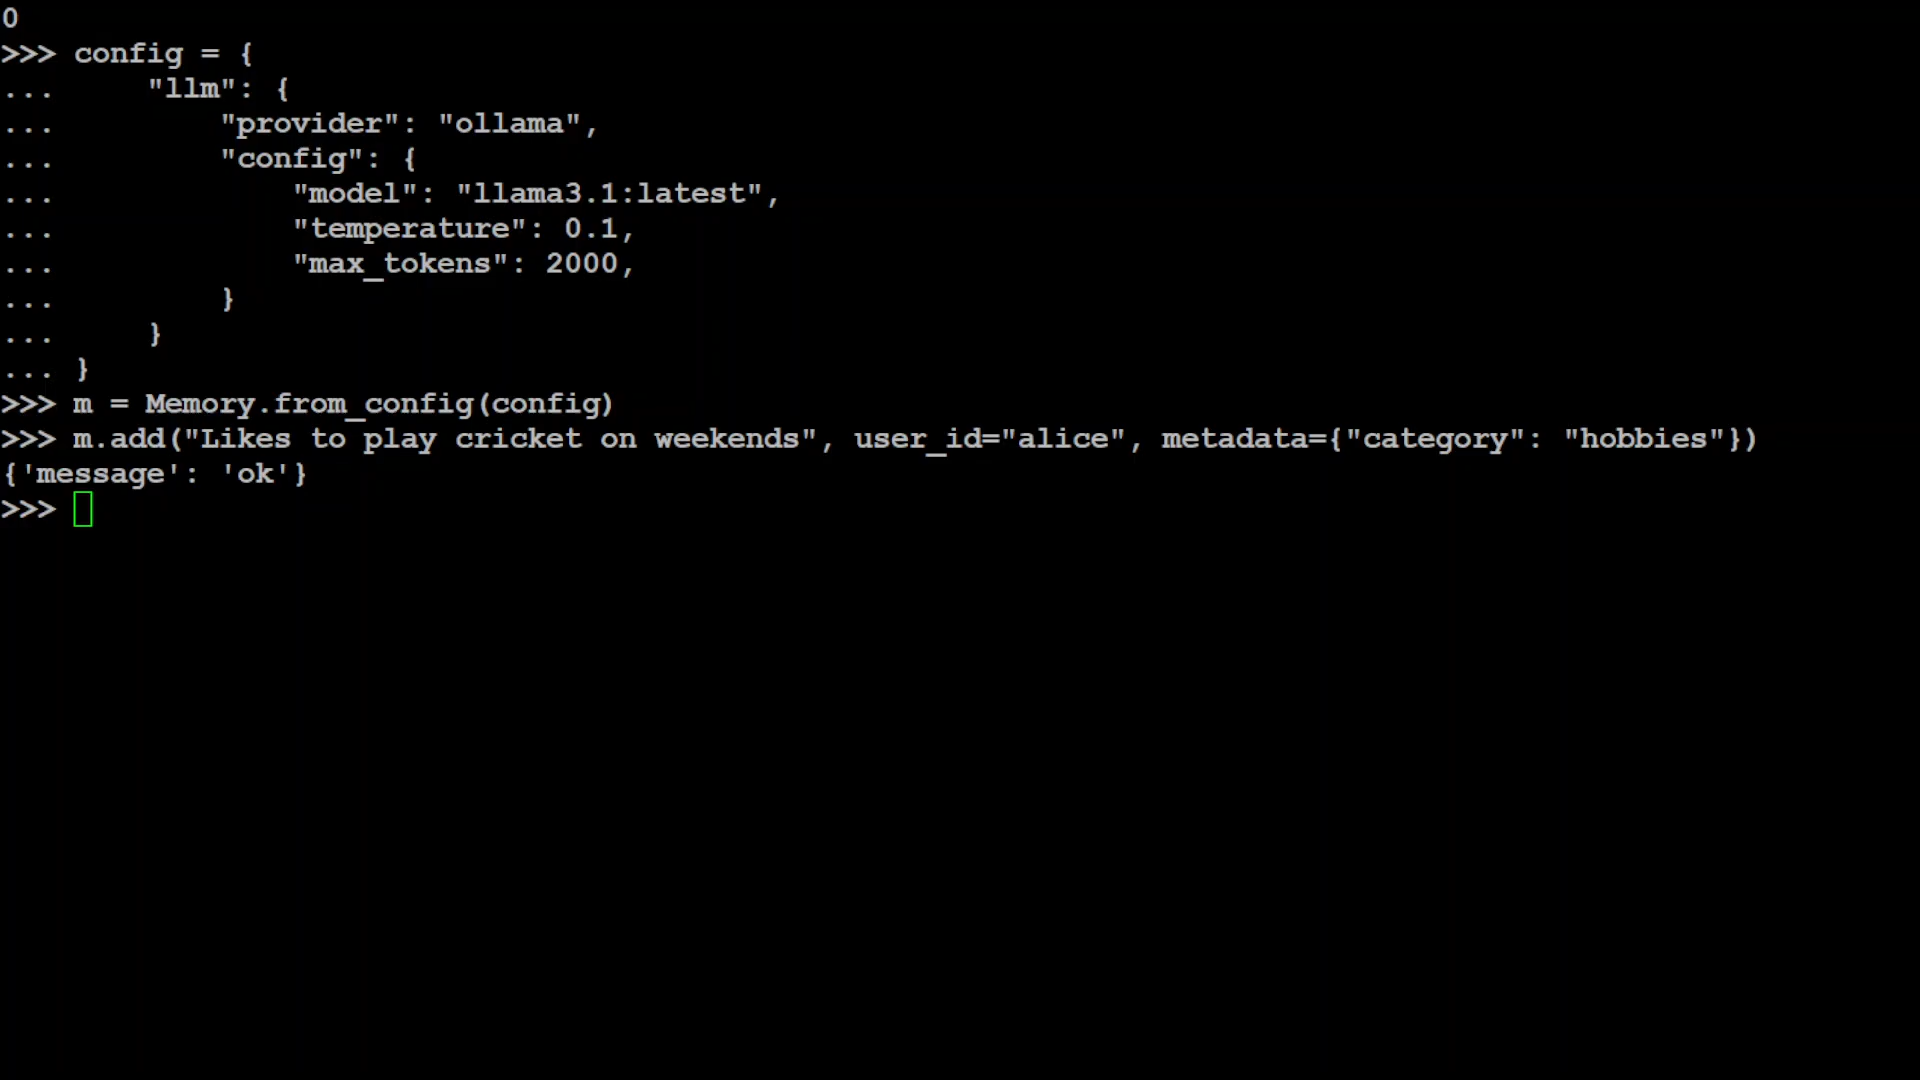 0
>>> config = {
...     "llm": {
...         "provider": "ollama",
...         "config": {
...             "model": "llama3.1:latest",
...             "temperature": 0.1,
...             "max_tokens": 2000,
...         }
...     }
... }
>>> m = Memory.from_config(config)
>>> m.add("Likes to play cricket on weekends", user_id="alice", metadata={"category": "hobbies"})
{'message': 'ok'}
>>>